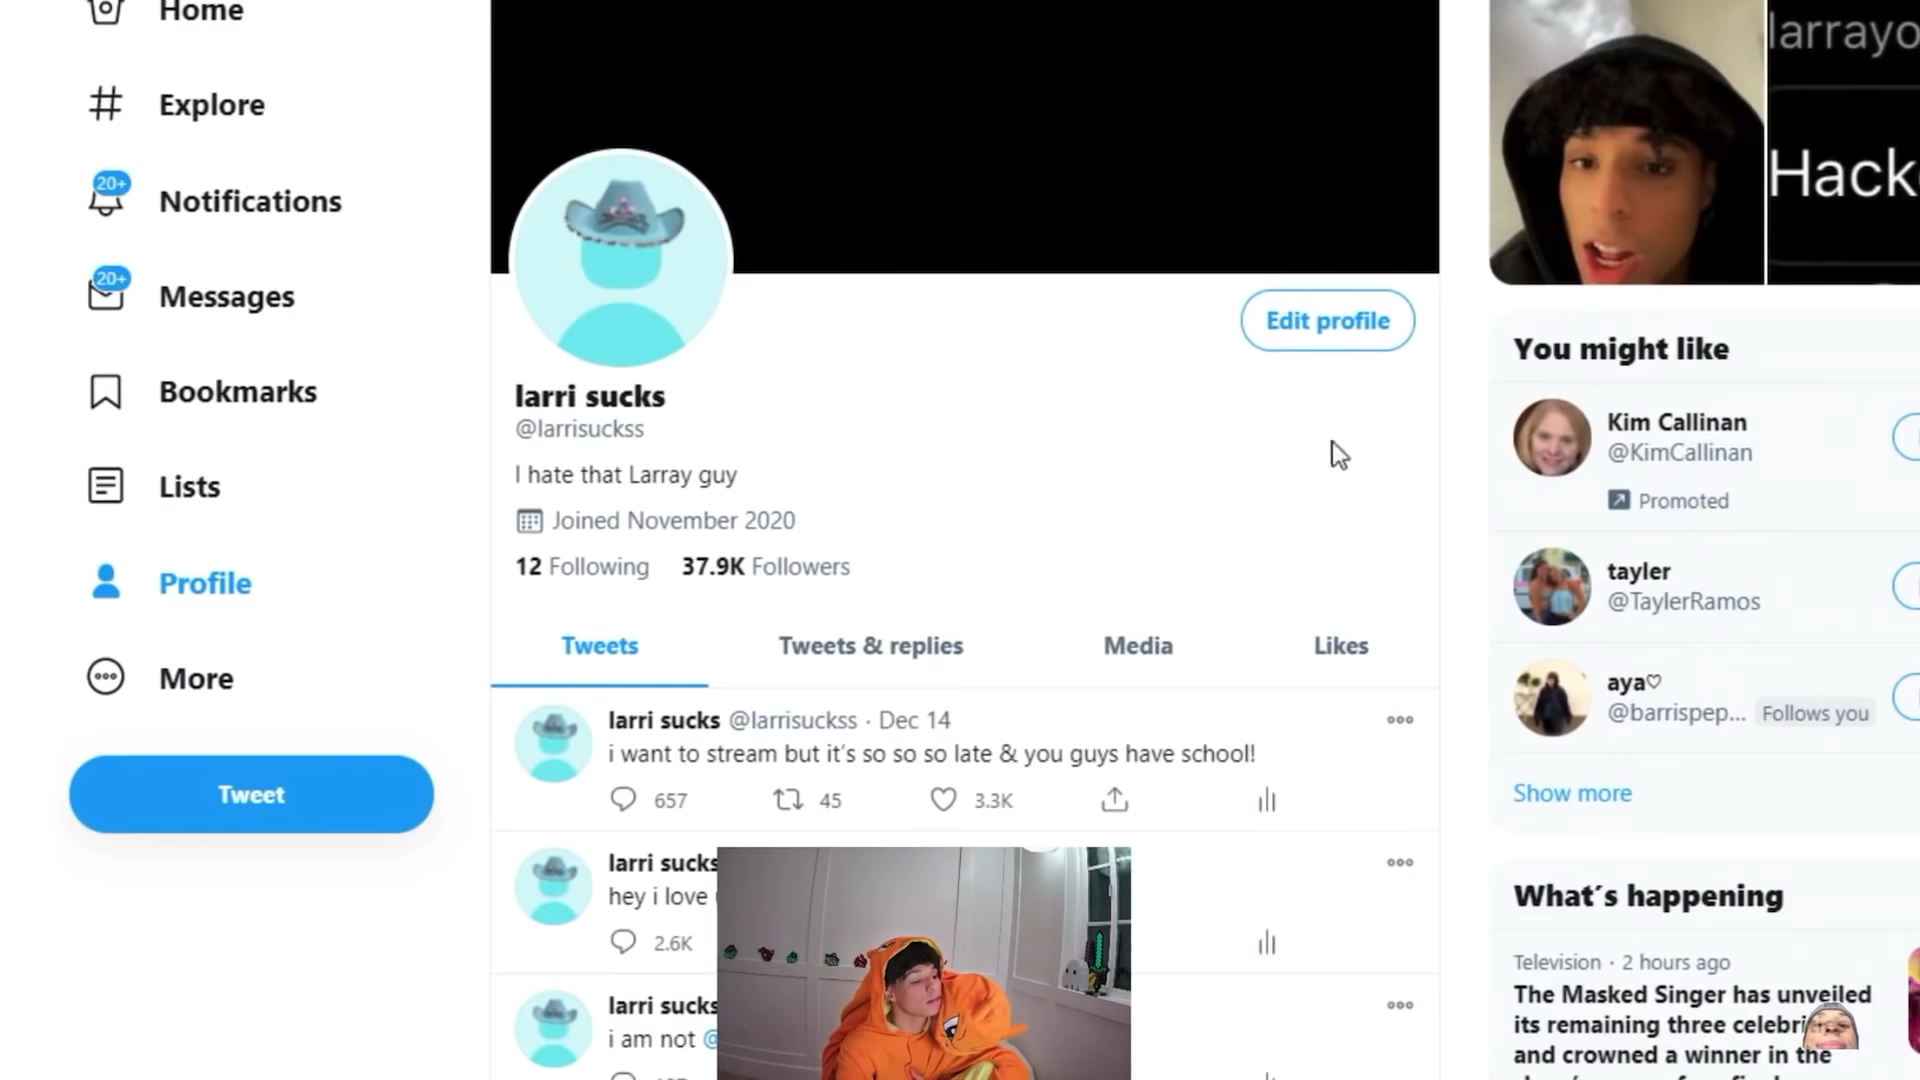 Home
Explore
20+
Notifications
20+
Messages
Bookmarks
Lists
Profile
More
Tweet
Edit profile
larri sucks
@larrisuckss
I hate that Larray guy
Joined November 2020
12 Following 37.9K Followers
Tweets Tweets & replies Media Likes
larri sucks @larrisuckss · Dec 14
i want to stream but it's so so so late & you guys have school!
657 45 3.3K
larri sucks
hey i love
2.6K
larri sucks
i am not @
larrayo
Hack
You might like
Kim Callinan
@KimCallinan
Promoted
tayler
@TaylerRamos
aya♡
@barrispep... Follows you
Show more
What's happening
Television · 2 hours ago
The Masked Singer has unveiled
its remaining three celebri
and crowned a winner in the